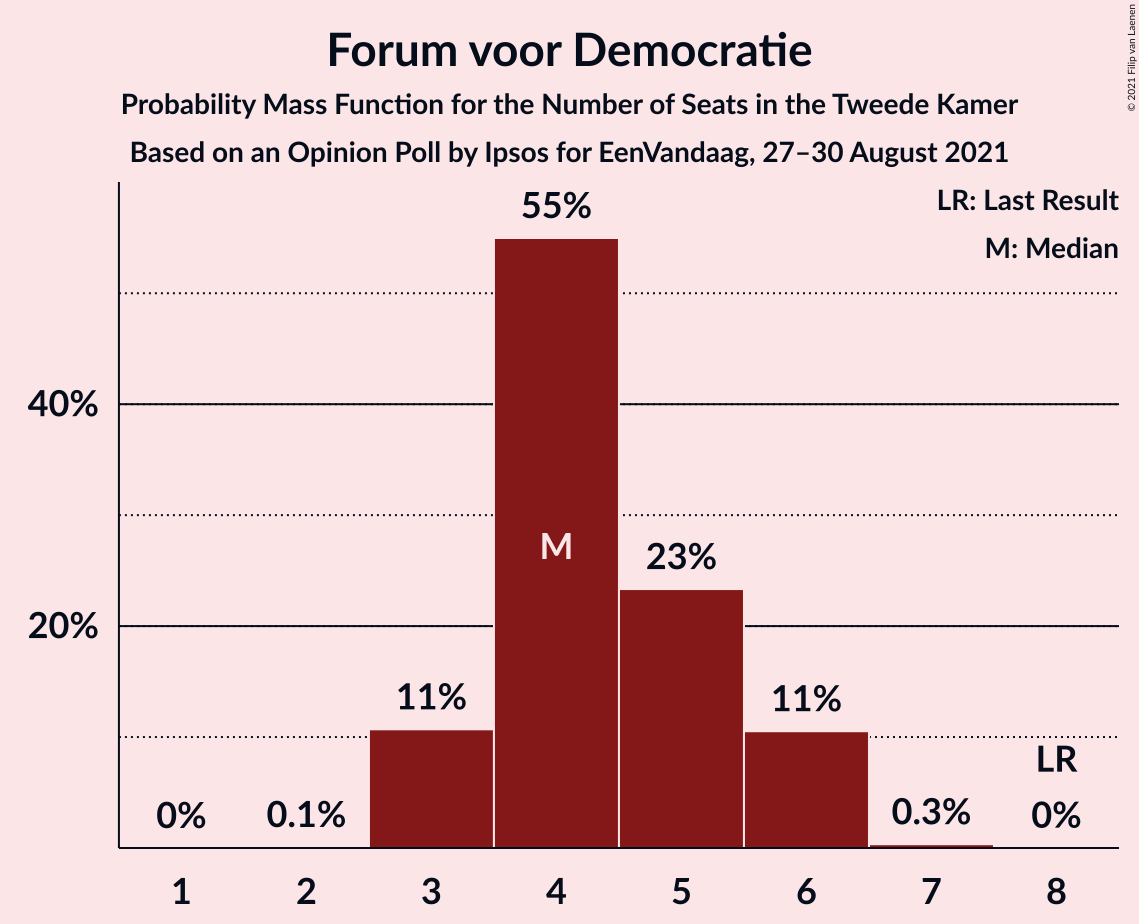 Forum voor Democratie
Probability Mass Function for the Number of Seats in the Tweede Kamer
Based on an Opinion Poll by Ipsos for EenVandaag, 27–30 August 2021
© 2021 Filip van Laenen
LR: Last Result
M: Median
55%
40%
M
23%
20%
11%
11%
LR
0%
0.1%
0.3%
0%
1
2
3
4
5
6
7
8